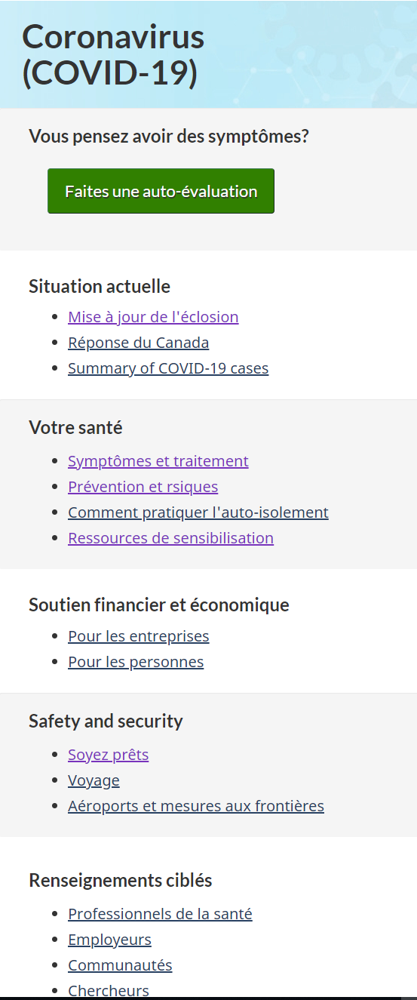 Coronavirus
(COVID-19)
Vous pensez avoir des symptômes?
Faites une auto-évaluation
Situation actuelle
Mise à jour de l'éclosion
Réponse du Canada
Summary of COVID-19 cases
Votre santé
Symptômes et traitement
Prévention et rsiques
Comment pratiquer l'auto-isolement
Ressources de sensibilisation
Soutien financier et économique
Pour les entreprises
Pour les personnes
Safety and security
Soyez prêts
Voyage
Aéroports et mesures aux frontières
Renseignements ciblés
Professionnels de la santé
Employeurs
Communautés
Chercheurs